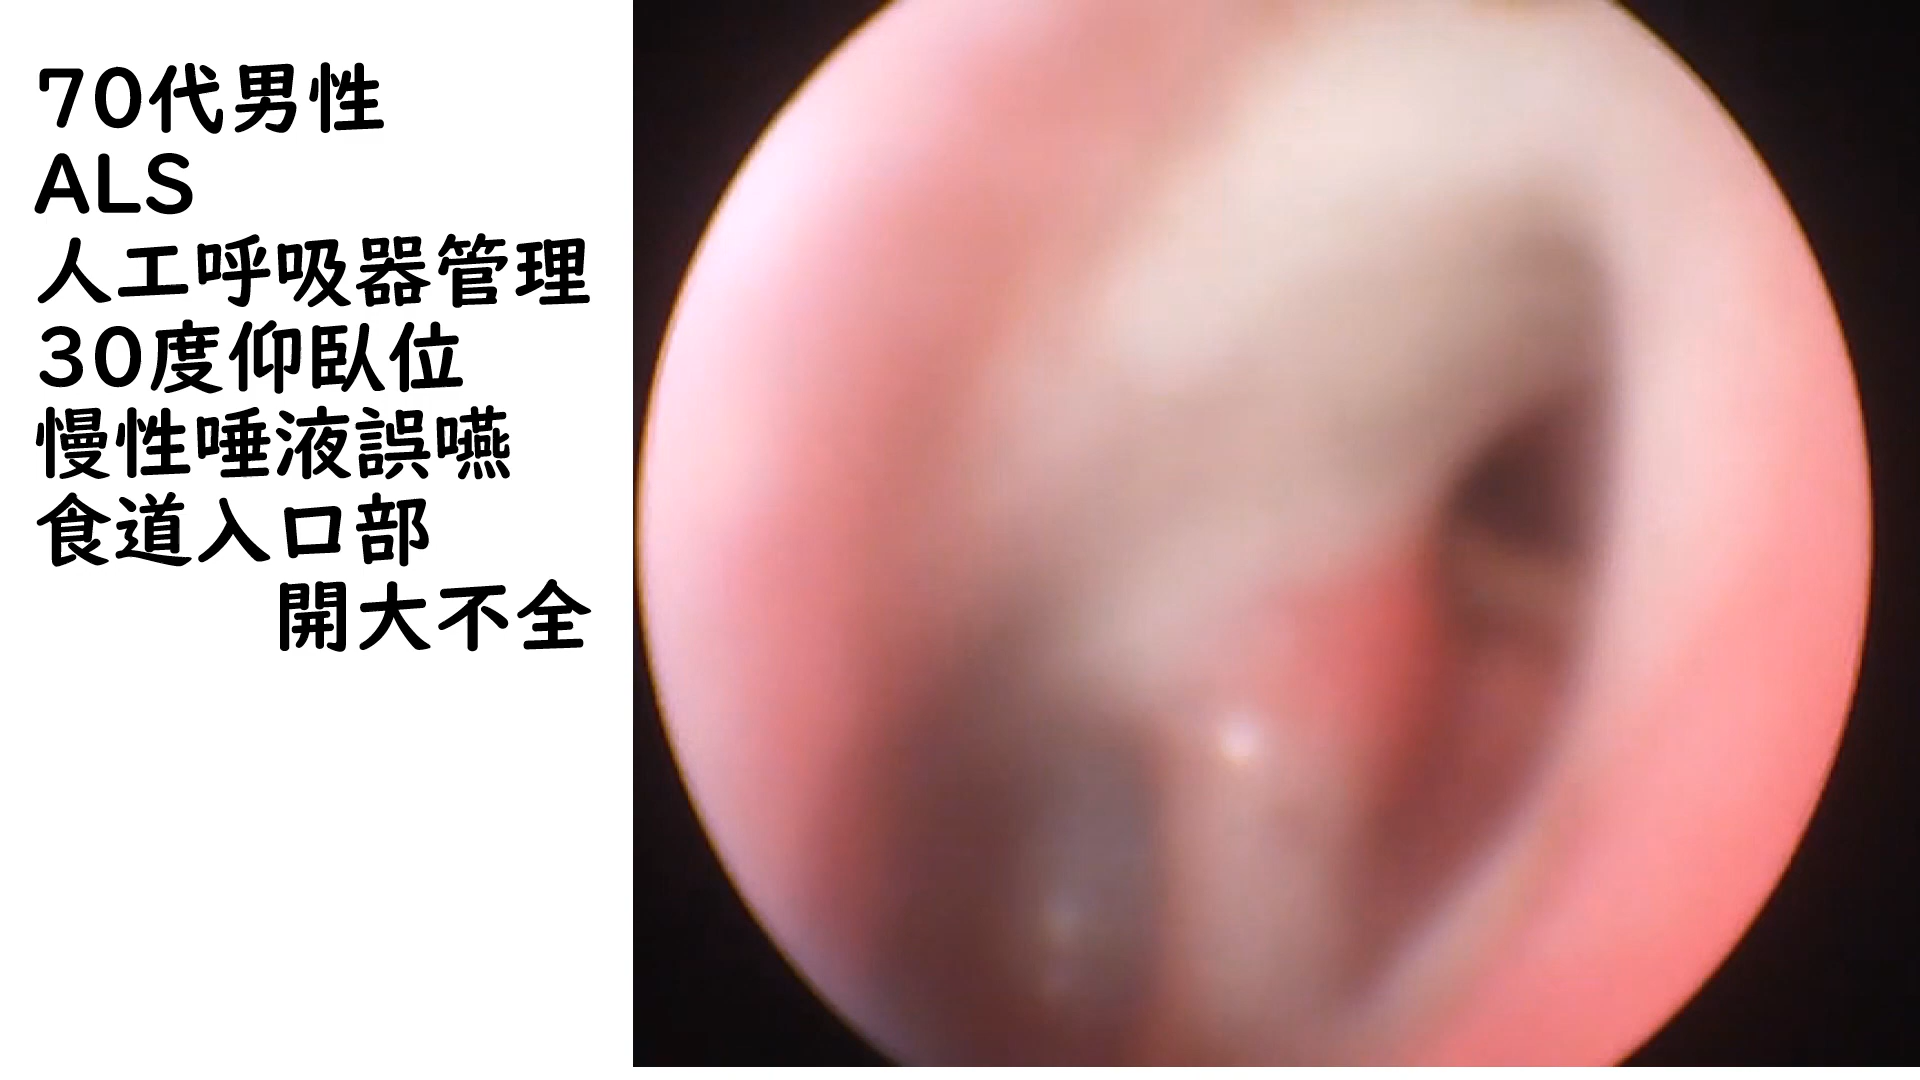 70代男性
ALS
人工呼吸器管理
30度仰臥位
慢性唾液誤嚥
食道入口部
開大不全